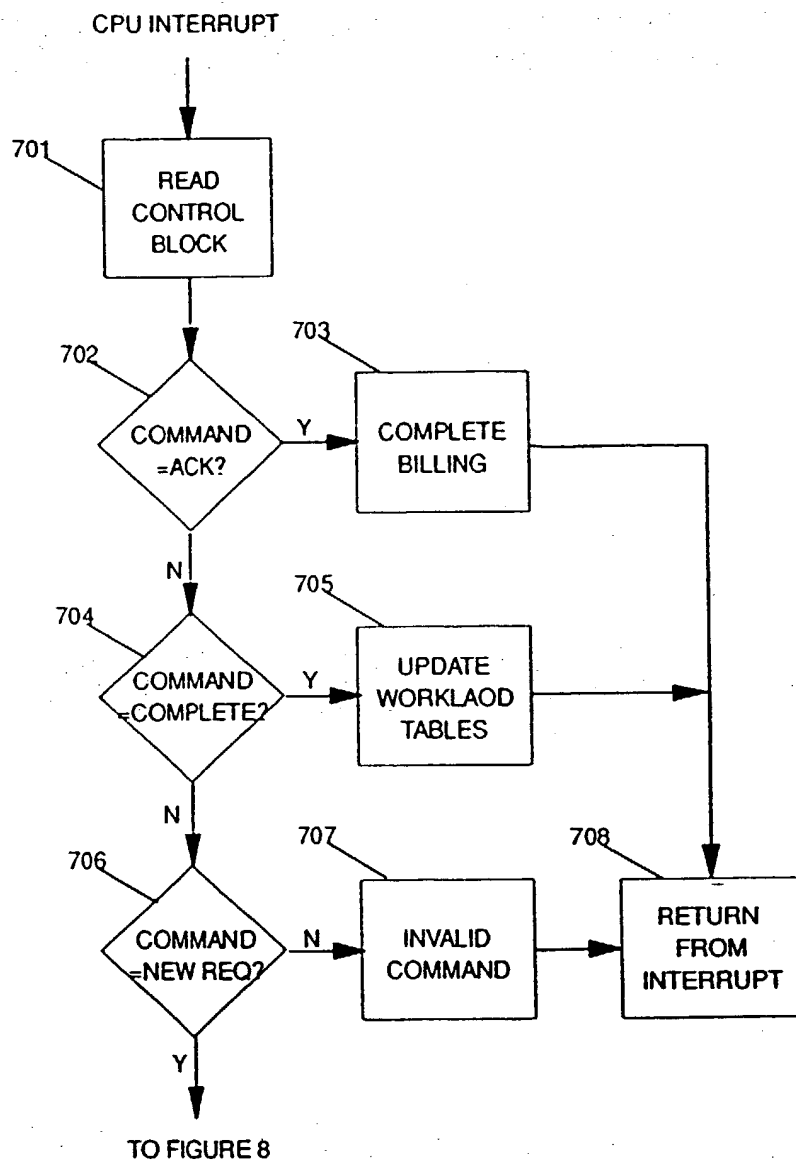 CPU INTERRUPT
701
READ
CONTROL
BLOCK
702
COMMAND
=ACK?
Y
N
703
COMPLETE
BILLING
704
COMMAND
=COMPLETE?
Y
N
705
UPDATE
WORKLAOD
TABLES
706
COMMAND
=NEW REQ?
N
Y
707
INVALID
COMMAND
708
RETURN
FROM
INTERRUPT
TO FIGURE 8